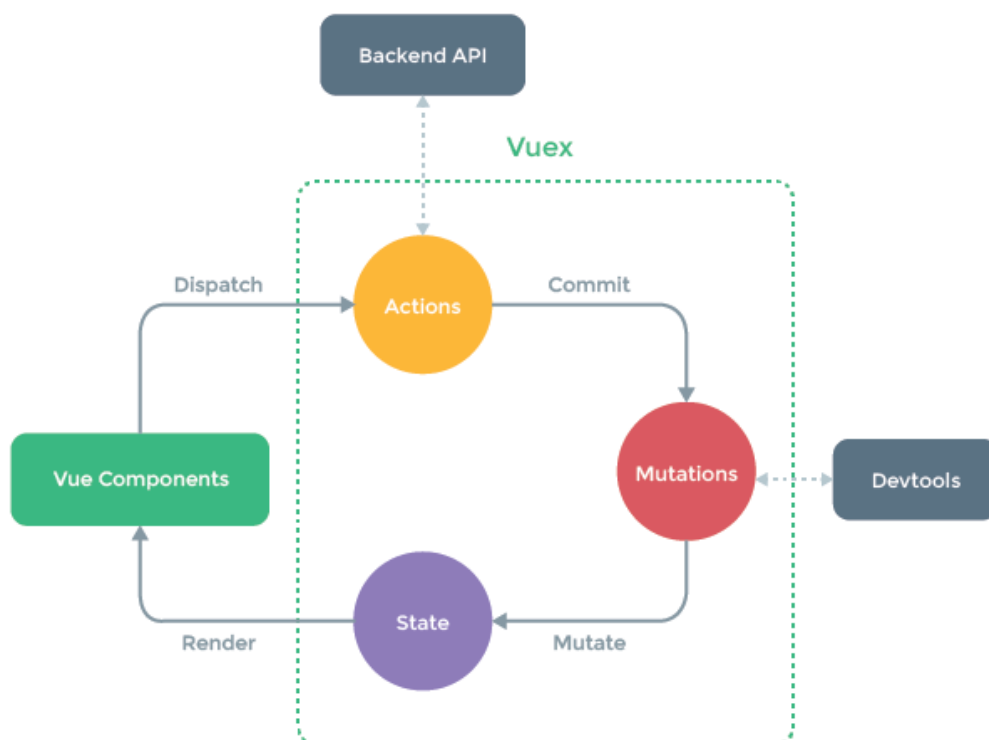 Backend API
Vuex
Dispatch
Commit
Actions
Vue Components
Mutations
Devtools
State
Render
Mutate